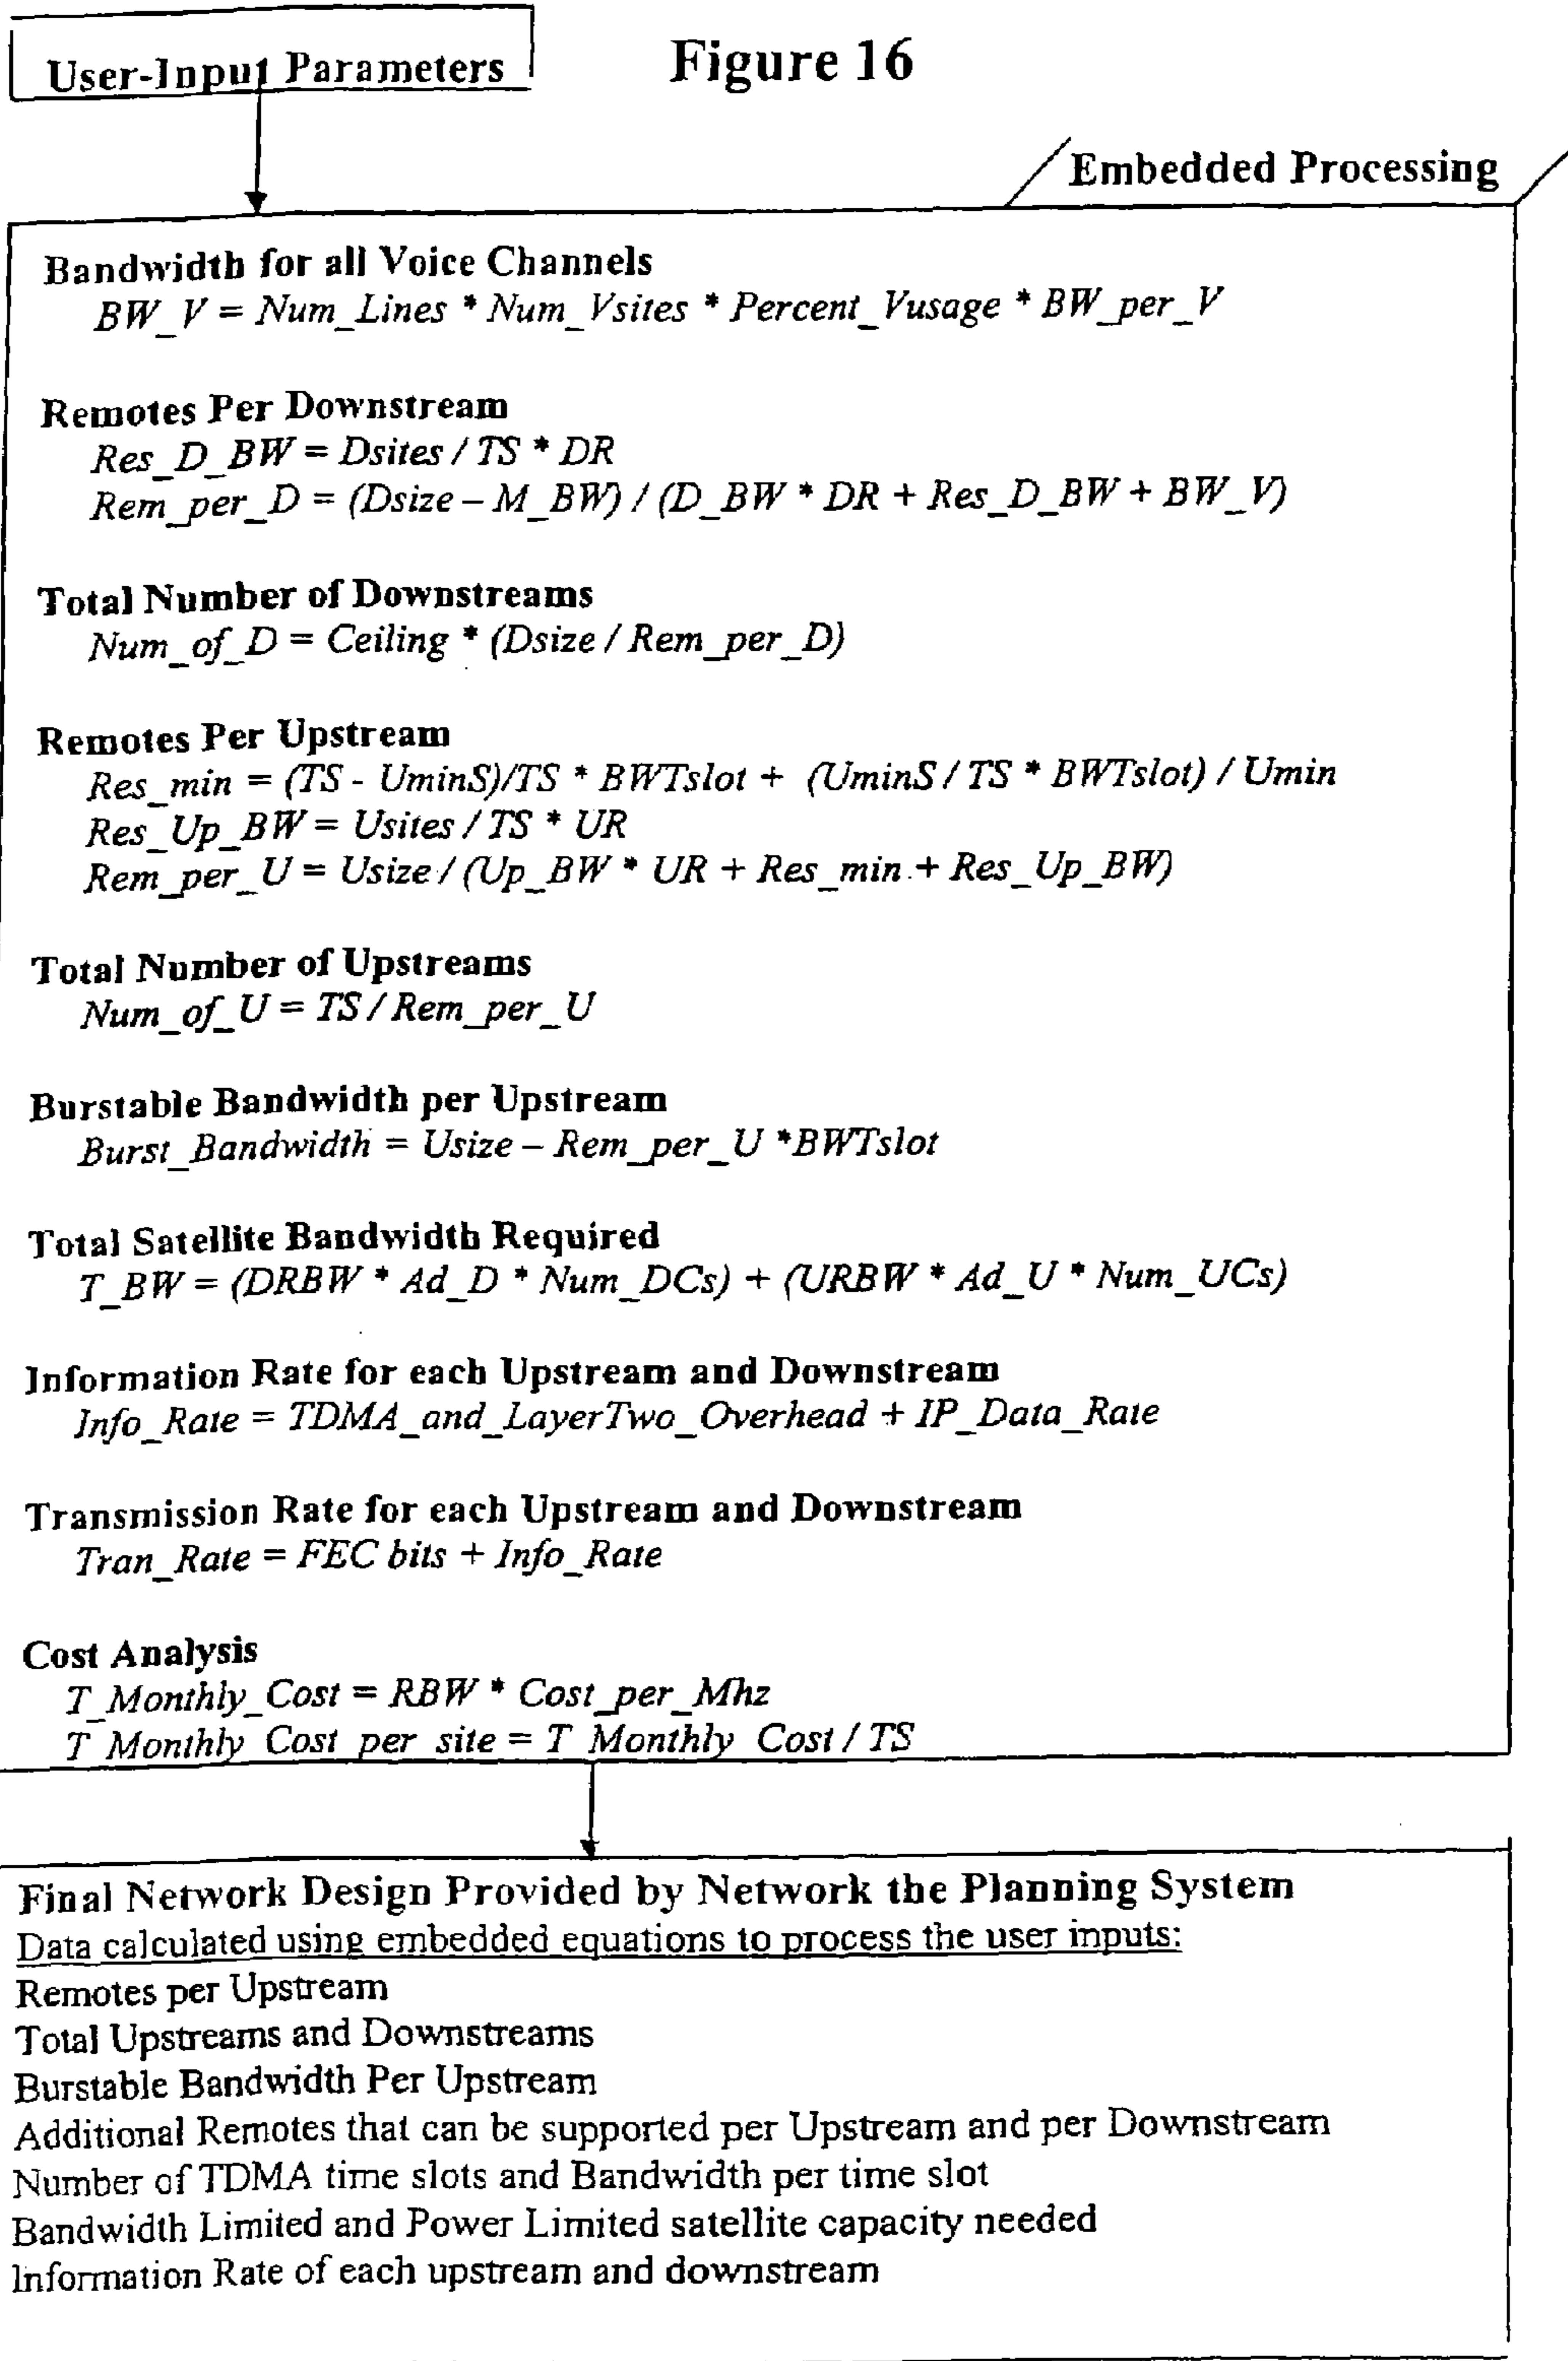 User-Input Parameters
Figure 16
Embedded Processing
Bandwidth for all Voice Channels
BW_V = Num_Lines * Num_Vsites * Percent_Vusage * BW_per_V
Remotes Per Downstream
Res_D_BW = Dsites / TS * DR
Rem_per_D = (Dsize – M_BW) / (D_BW * DR + Res_D_BW + BW_V)
Total Number of Downstreams
Num_of_D = Ceiling * (Dsize / Rem_per_D)
Remotes Per Upstream
Res_min = (TS - UminS)/TS * BWTslot + (UminS / TS * BWTslot) / Umin
Res_Up_BW = Usites / TS * UR
Rem_per_U = Usize / (Up_BW * UR + Res_min + Res_Up_BW)
Total Number of Upstreams
Num_of_U = TS / Rem_per_U
Burstable Bandwidth per Upstream
Burst_Bandwidth = Usize – Rem_per_U *BWTslot
Total Satellite Bandwidth Required
T_BW = (DRBW * Ad_D * Num_DCs) + (URBW * Ad_U * Num_UCs)
Information Rate for each Upstream and Downstream
Info_Rate = TDMA_and_LayerTwo_Overhead + IP_Data_Rate
Transmission Rate for each Upstream and Downstream
Tran_Rate = FEC bits + Info_Rate
Cost Analysis
T_Monthly_Cost = RBW * Cost_per_Mhz
T_Monthly_Cost_per_site = T_Monthly_Cost / TS
Final Network Design Provided by Network the Planning System
Data calculated using embedded equations to process the user inputs:
Remotes per Upstream
Total Upstreams and Downstreams
Burstable Bandwidth Per Upstream
Additional Remotes that can be supported per Upstream and per Downstream
Number of TDMA time slots and Bandwidth per time slot
Bandwidth Limited and Power Limited satellite capacity needed
Information Rate of each upstream and downstream